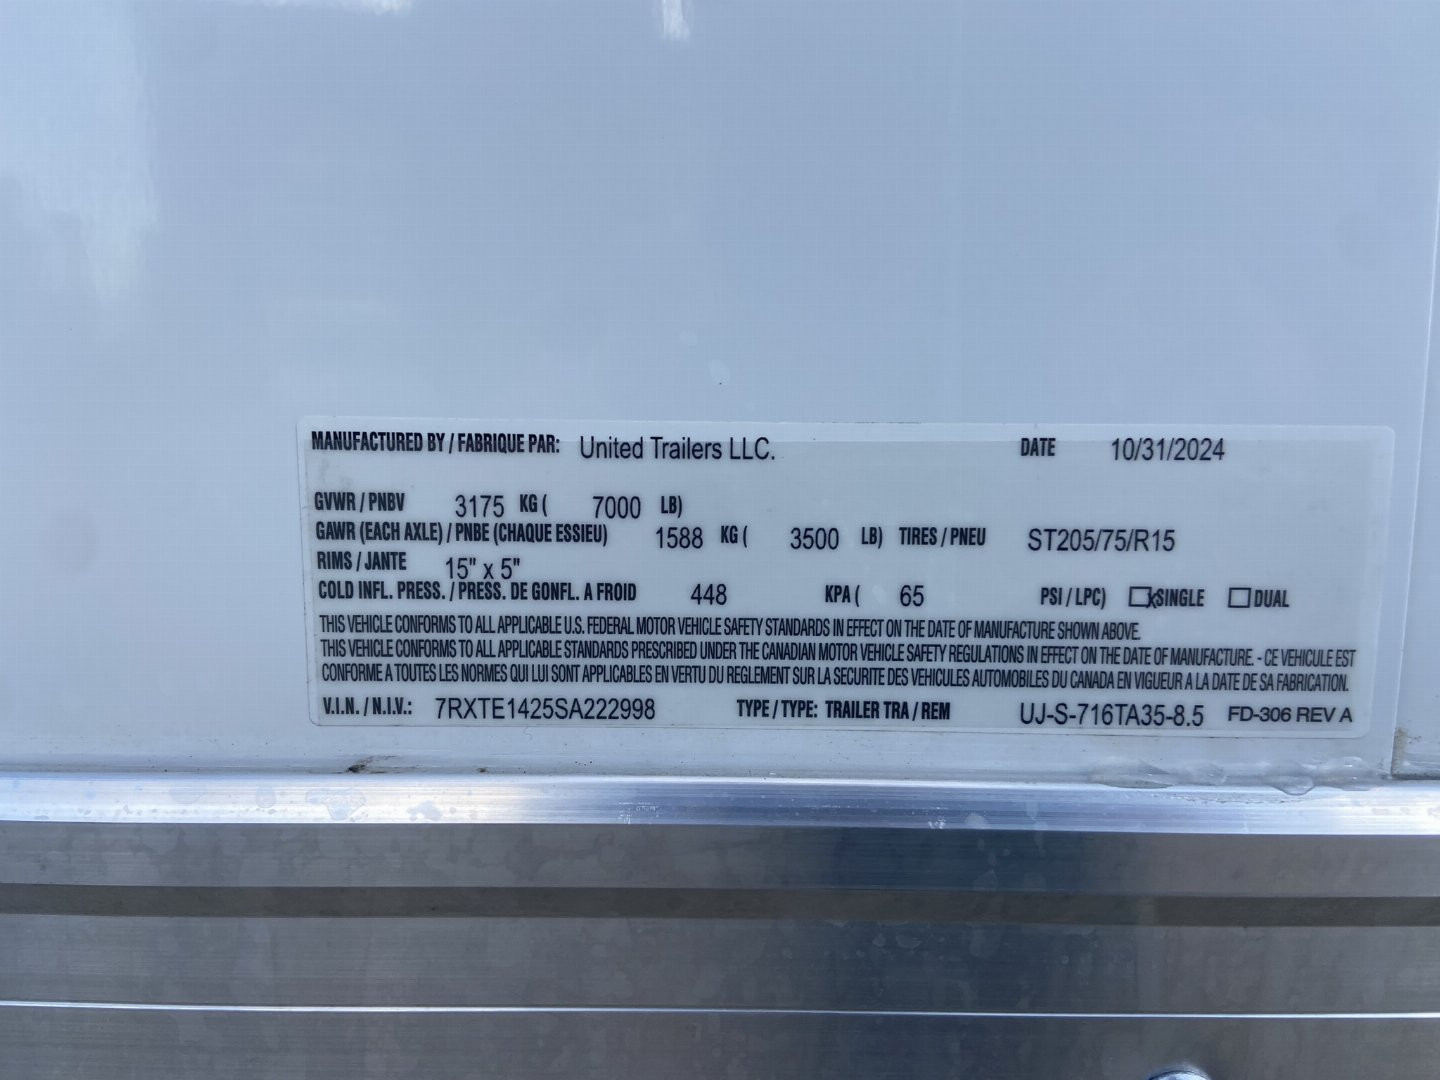 MANUFACTURED BY / FABRIQUE PAR: United Trailers LLC. DATE 10/31/2024
GVWR / PNBV 3175 KG ( 7000 LB)
GAWR (EACH AXLE) / PNBE (CHAQUE ESSIEU) 1588 KG ( 3500 LB) TIRES / PNEU ST205/75/R15
RIMS / JANTE 15" x 5"
COLD INFL. PRESS. / PRESS. DE GONFL. A FROID 448 KPA ( 65 PSI / LPC) X SINGLE DUAL
THIS VEHICLE CONFORMS TO ALL APPLICABLE U.S. FEDERAL MOTOR VEHICLE SAFETY STANDARDS IN EFFECT ON THE DATE OF MANUFACTURE SHOWN ABOVE.
THIS VEHICLE CONFORMS TO ALL APPLICABLE STANDARDS PRESCRIBED UNDER THE CANADIAN MOTOR VEHICLE SAFETY REGULATIONS IN EFFECT ON THE DATE OF MANUFACTURE. - CE VEHICULE EST
CONFORME A TOUTES LES NORMES QUI LUI SONT APPLICABLES EN VERTU DU REGLEMENT SUR LA SECURITE DES VEHICULES AUTOMOBILES DU CANADA EN VIGUEUR A LA DATE DE SA FABRICATION.
V.I.N. / N.I.V.: 7RXTE1425SA222998 TYPE / TYPE: TRAILER TRA / REM UJ-S-716TA35-8.5 FD-306 REV A